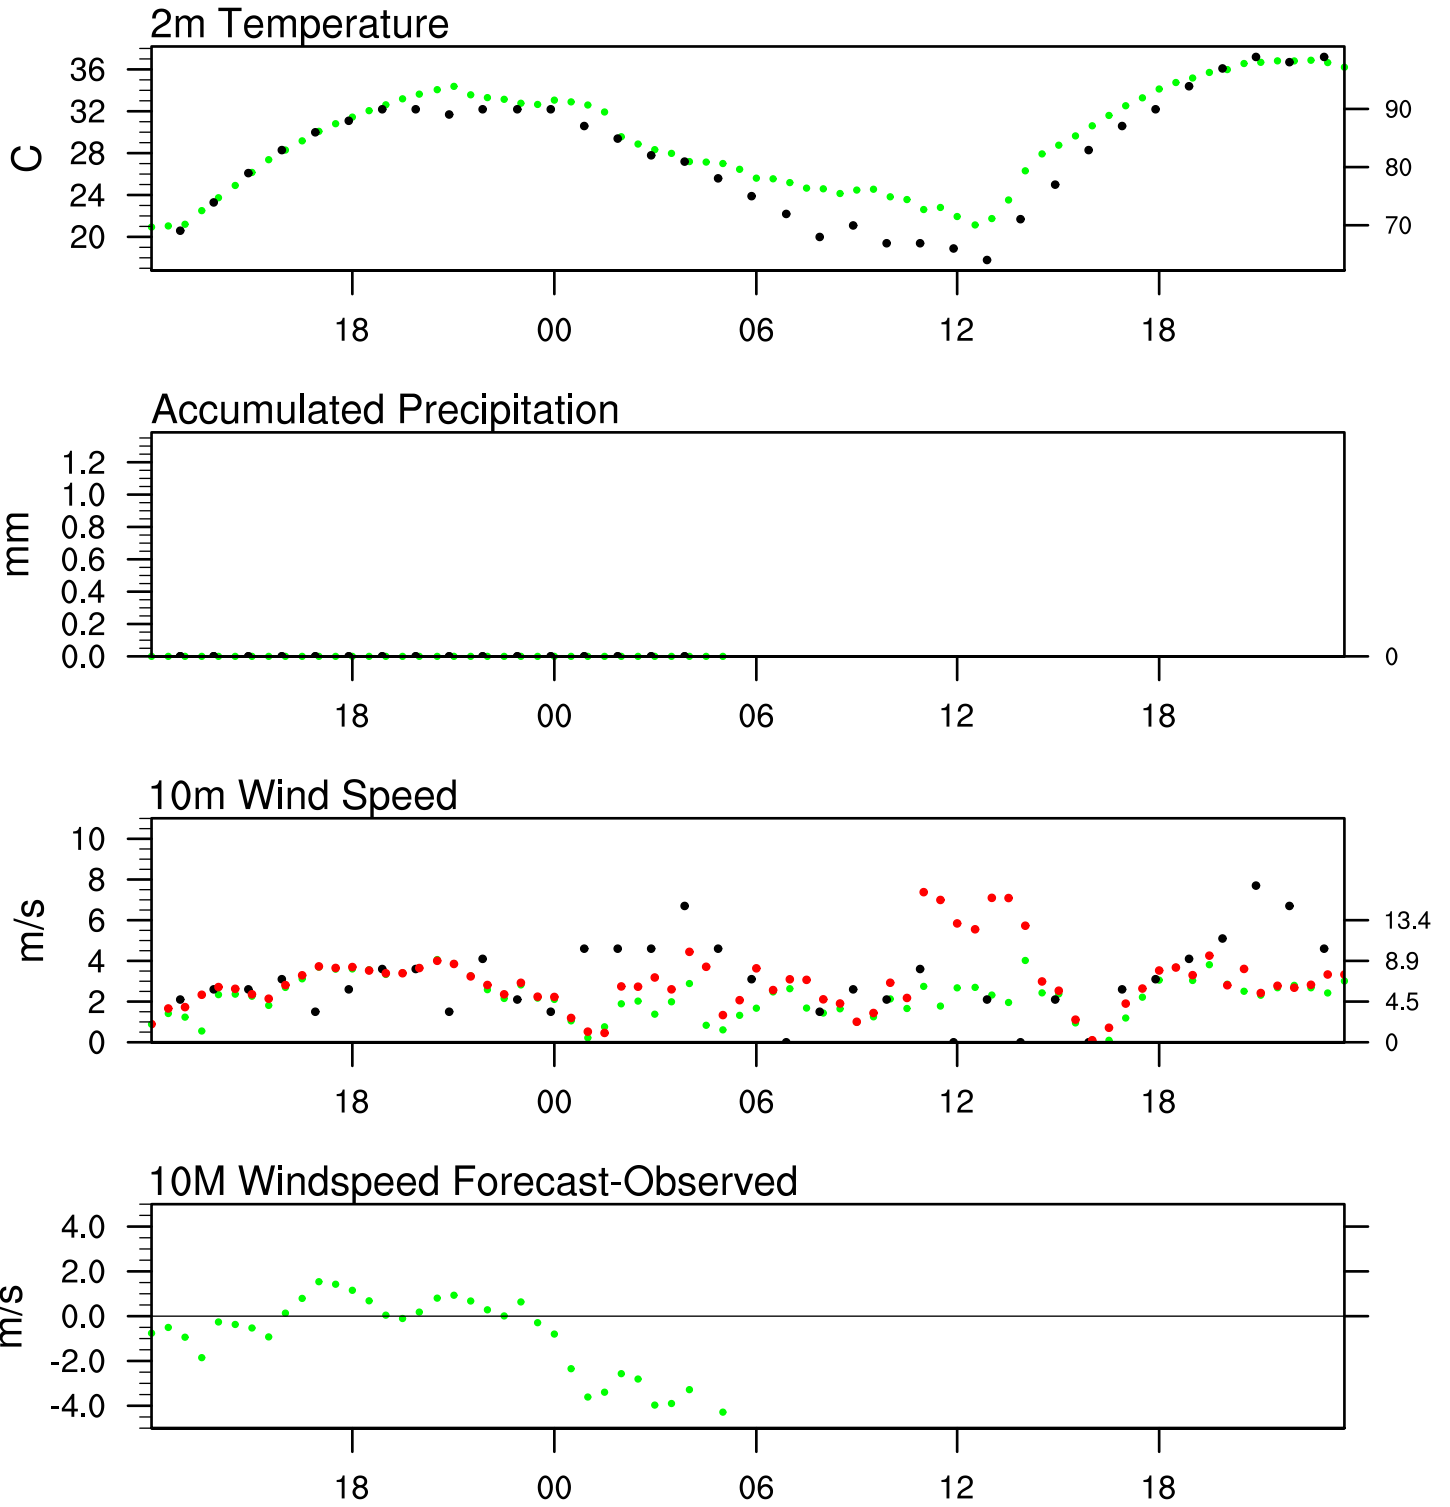 2m Temperature
C
36
32
28
24
20
90
80
70
18 00 06 12 18
Accumulated Precipitation
mm
1.2
1.0
0.8
0.6
0.4
0.2
0.0
0
18 00 06 12 18
10m Wind Speed
m/s
10
8
6
4
2
0
13.4
8.9
4.5
0
18 00 06 12 18
10M Windspeed Forecast-Observed
m/s
4.0
2.0
0.0
-2.0
-4.0
18 00 06 12 18